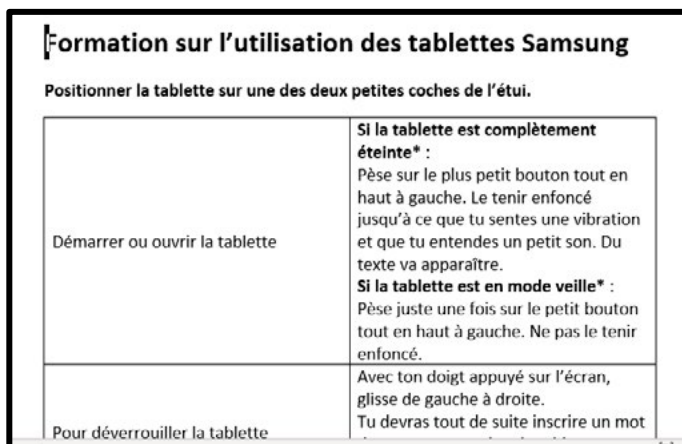 Formation sur l'utilisation des tablettes Samsung
Positionner la tablette sur une des deux petites coches de l'étui.
Démarrer ou ouvrir la tablette
Si la tablette est complètement
éteinte* :
Pèse sur le plus petit bouton tout en
haut à gauche. Le tenir enfoncé
jusqu'à ce que tu sentes une vibration
et que tu entendes un petit son. Du
texte va apparaître.
Si la tablette est en mode veille* :
Pèse juste une fois sur le petit bouton
tout en haut à gauche. Ne pas le tenir
enfoncé.
Pour déverrouiller la tablette
Avec ton doigt appuyé sur l'écran,
glisse de gauche à droite.
Tu devras tout de suite inscrire un mot